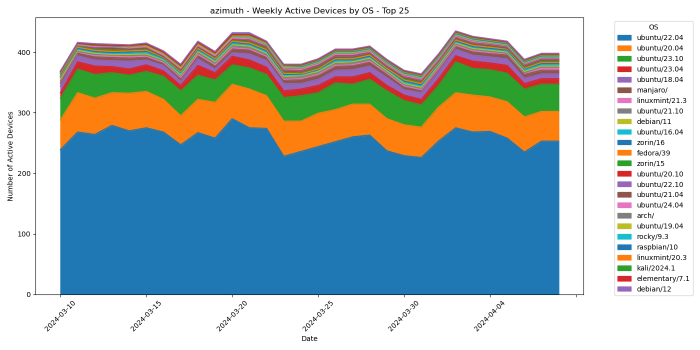 azimuth - Weekly Active Devices by OS - Top 25
Number of Active Devices
400
300
200
100
0
2024-03-10
2024-03-15
2024-03-20
2024-03-25
2024-03-30
2024-04-04
Date
OS
ubuntu/22.04
ubuntu/20.04
ubuntu/23.10
ubuntu/23.04
ubuntu/18.04
manjaro/
linuxmint/21.3
ubuntu/21.10
debian/11
ubuntu/16.04
zorin/16
fedora/39
zorin/15
ubuntu/20.10
ubuntu/22.10
ubuntu/21.04
ubuntu/24.04
arch/
ubuntu/19.04
rocky/9.3
raspbian/10
linuxmint/20.3
kali/2024.1
elementary/7.1
debian/12